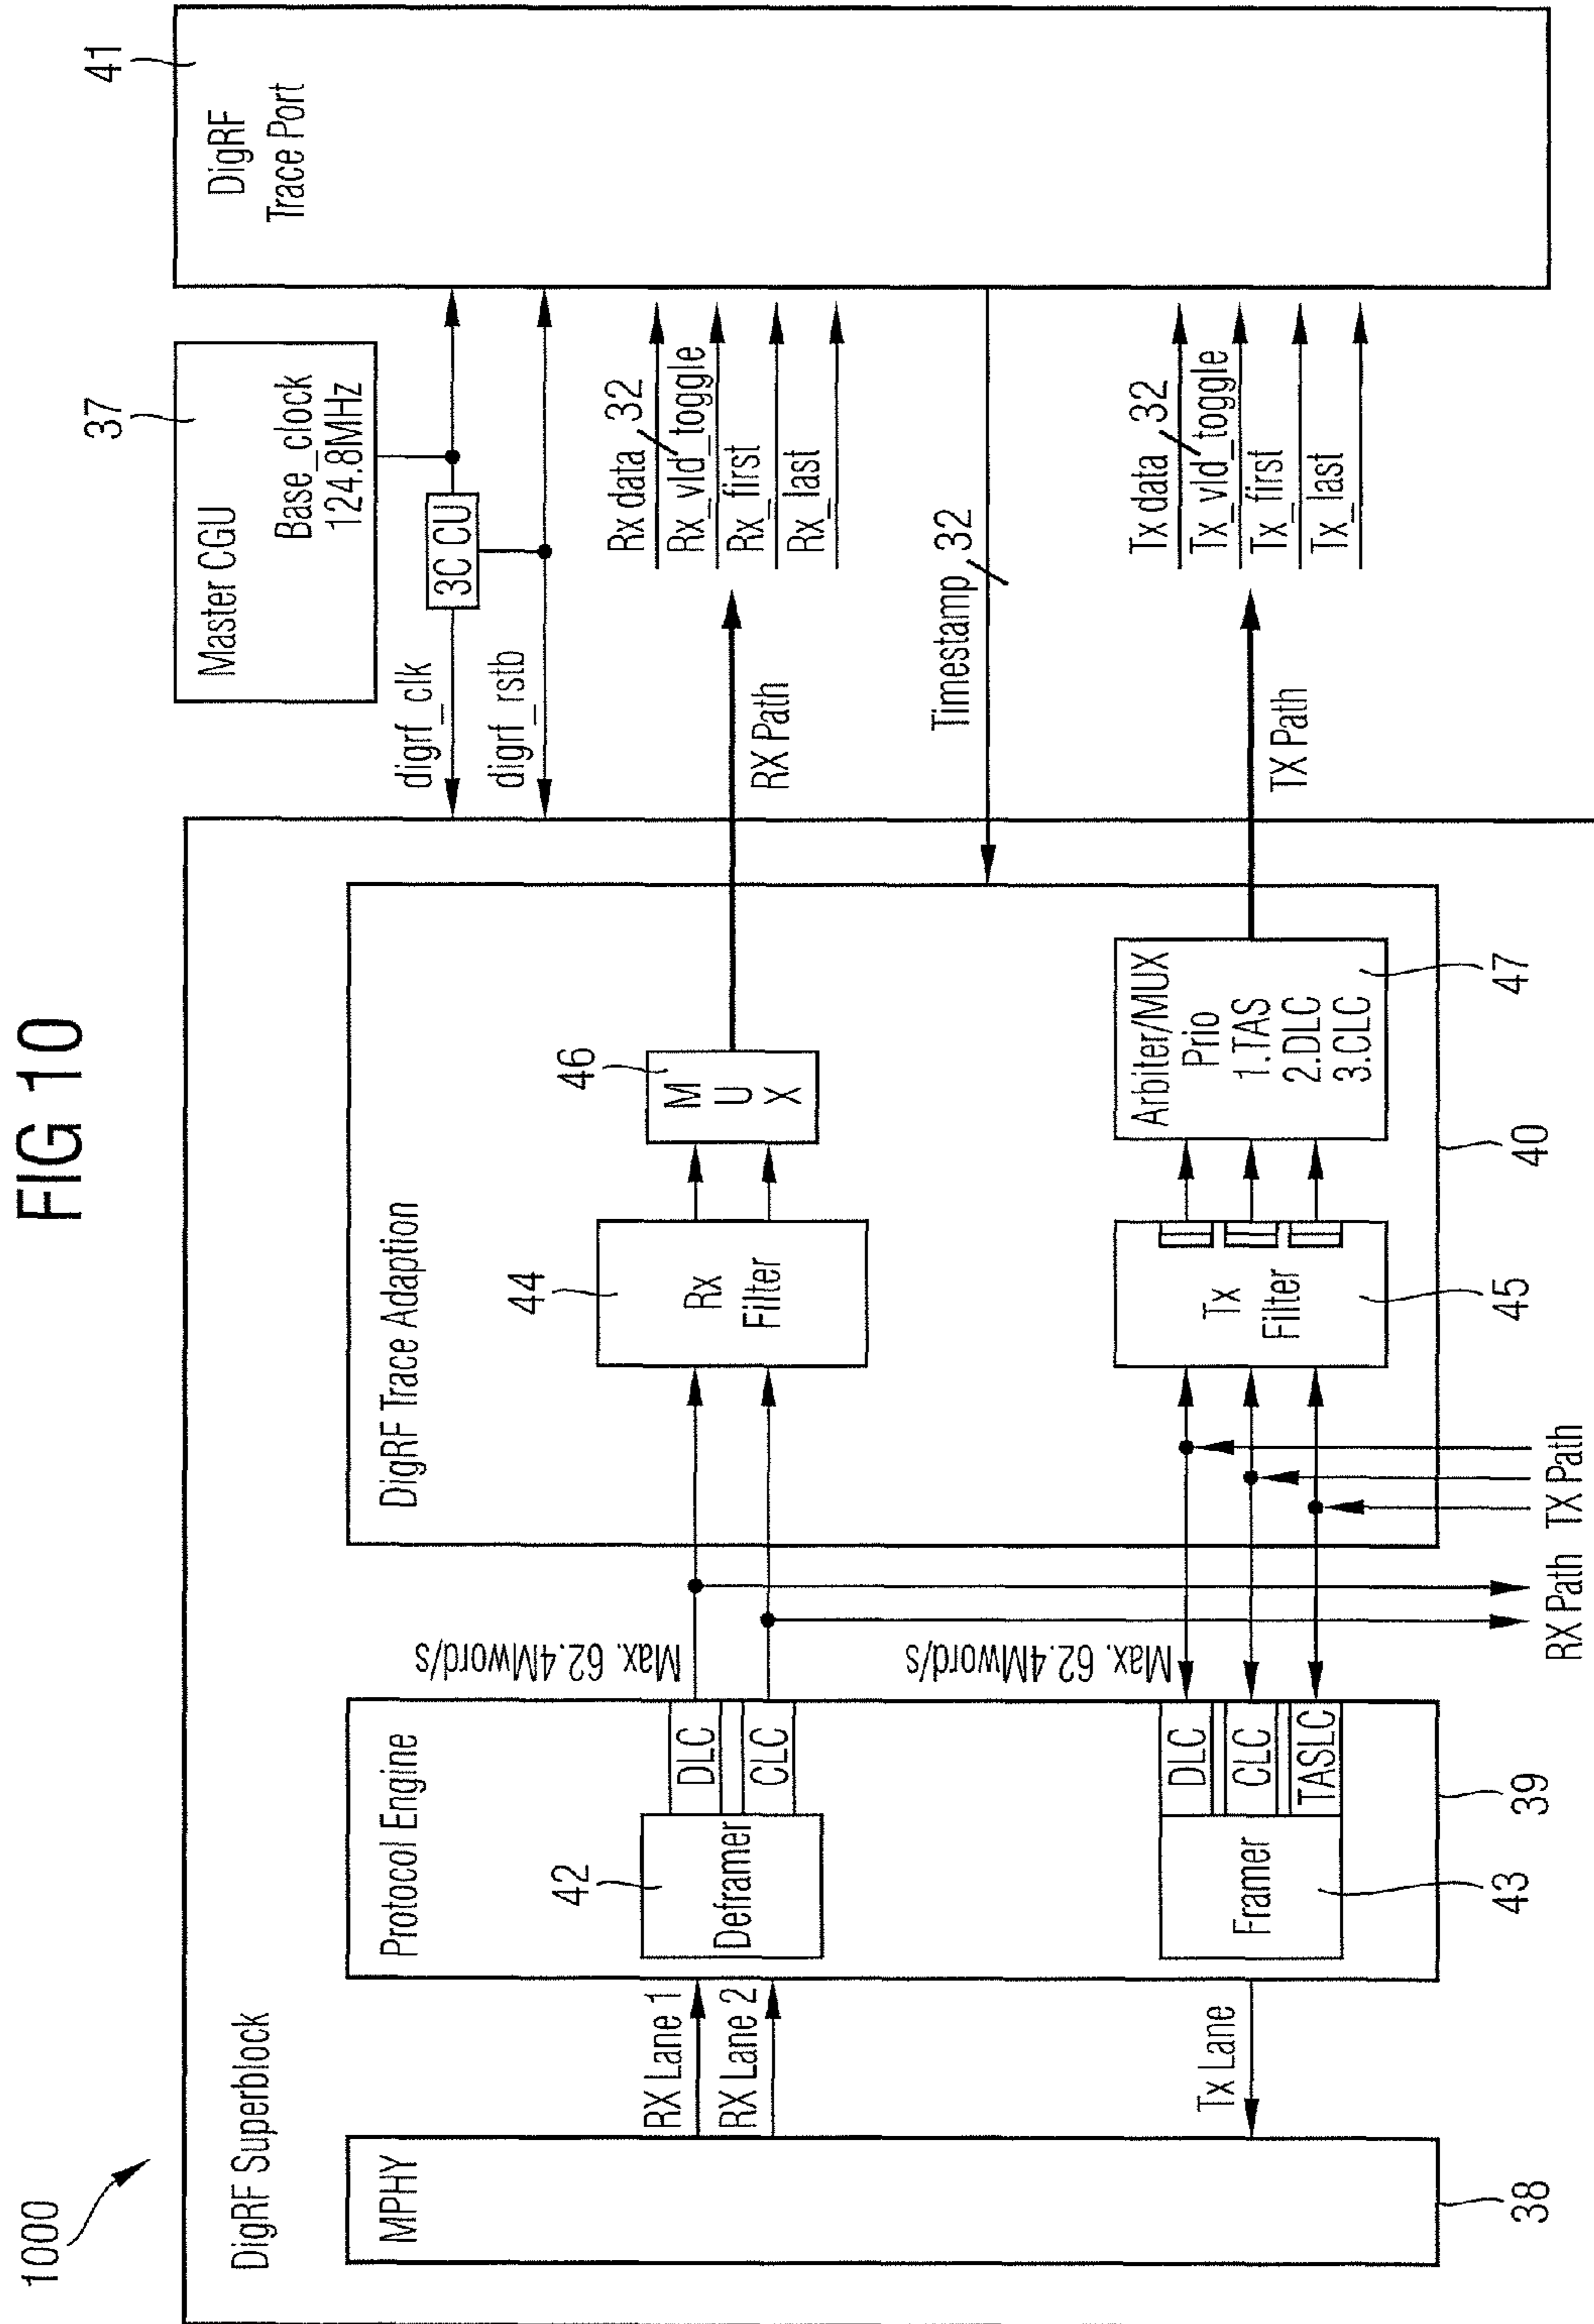 FIG 10
1000
DigRF Superblock
MPHY
38
RX Lane 1
RX Lane 2
Tx Lane
Protocol Engine
39
42
Deframer
DLC
CLC
Framer
43
DLC
CLC
TASLC
Max. 62.4Mword/s
Max. 62.4Mword/s
RX Path
TX Path
DigRF Trace Adaption
40
44
Rx
Filter
Tx
Filter
45
46
M
U
X
Arbiter/MUX
Prio
1.TAS
2.DLC
3.CLC
47
Master CGU
Base_clock
124.8MHz
37
3C CU
digrf_clk
digrf_rstb
RX Path
Rx data 32
Rx_vld_toggle
Rx_first
Rx_last
Timestamp 32
TX Path
Tx data 32
Tx_vld_toggle
Tx_first
Tx_last
DigRF
Trace Port
41